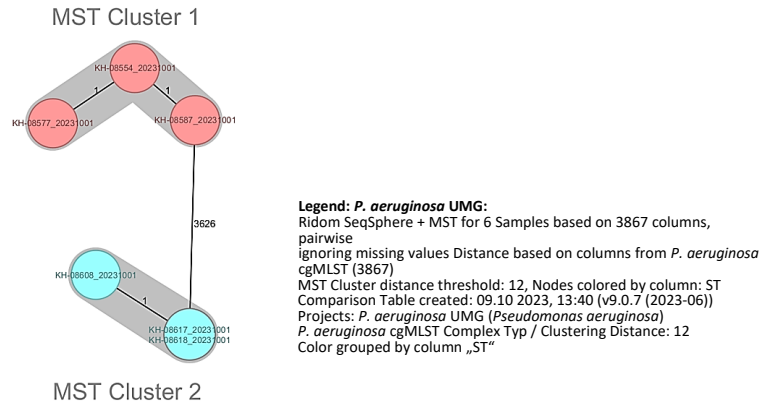 MST Cluster 1
KH-08554_20231001
1
1
KH-08577_20231001
KH-08587_20231001
3626
KH-08608_20231001
1
KH-08617_20231001
KH-08618_20231001
MST Cluster 2
Legend: P. aeruginosa UMG:
Ridom SeqSphere + MST for 6 Samples based on 3867 columns,
pairwise
ignoring missing values Distance based on columns from P. aeruginosa
cgMLST (3867)
MST Cluster distance threshold: 12, Nodes colored by column: ST
Comparison Table created: 09.10 2023, 13:40 (v9.0.7 (2023-06))
Projects: P. aeruginosa UMG (Pseudomonas aeruginosa)
P. aeruginosa cgMLST Complex Typ / Clustering Distance: 12
Color grouped by column „ST“